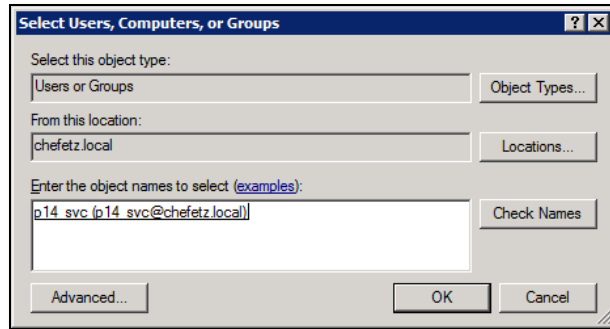 Select Users, Computers, or Groups
Select this object type:
Users or Groups
Object Types...
From this location:
chefetz.local
Locations...
Enter the object names to select (examples):
p14_svc (p14_svc@chefetz.local)
Check Names
Advanced...
OK
Cancel